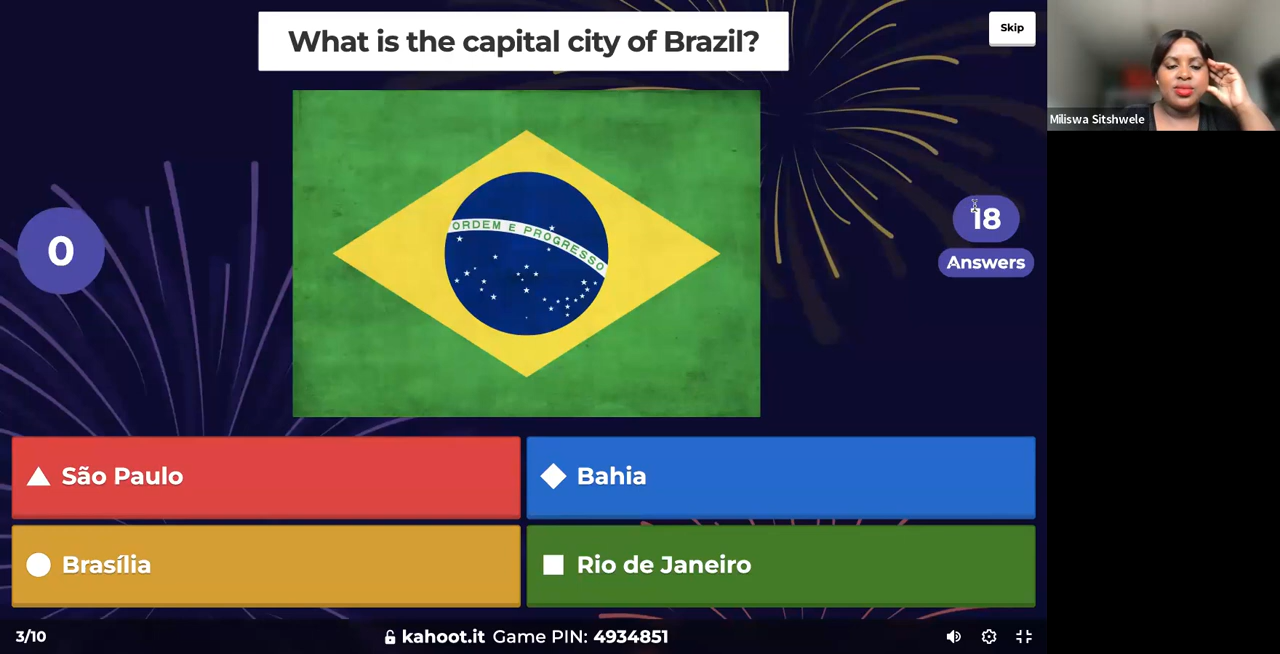 What is the capital city of Brazil?
Skip
Miliswa Sitshwele
ORDEM E PROGRESSO
0
18
Answers
São Paulo
Bahia
Brasília
Rio de Janeiro
3/10
kahoot.it Game PIN: 4934851